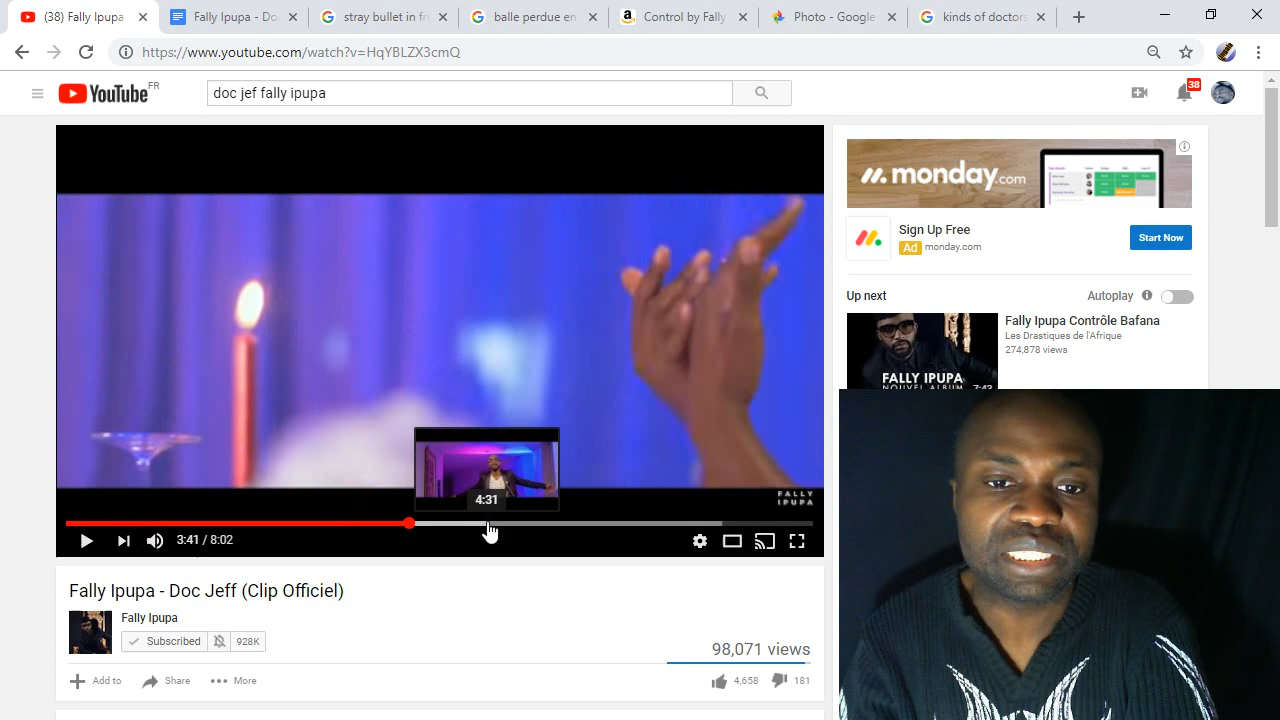 (38) Fally Ipupa
Fally Ipupa - Do
stray bullet in fr
balle perdue en
Control by Fally
Photo - Google
kinds of doctors
https://www.youtube.com/watch?v=HqYBLZX3cmQ
YouTube FR
doc jef fally ipupa
38
monday.com
Sign Up Free
Ad monday.com
Start Now
Up next
Autoplay
Fally Ipupa Contrôle Bafana
Les Drastiques de l'Afrique
274,878 views
FALLY IPUPA
NOUVEL ALBUM 7:43
4:31
FALLY
IPUPA
3:41 / 8:02
Fally Ipupa - Doc Jeff (Clip Officiel)
Fally Ipupa
Subscribed 928K
98,071 views
Add to
Share
More
4,658
181